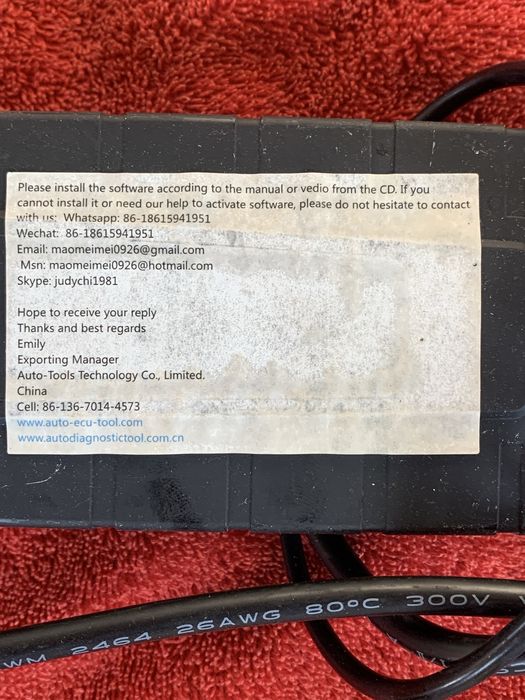 Please install the software according to the manual or vedio from the CD. If you
cannot install it or need our help to activate software, please do not hesitate to contact
with us: Whatsapp: 86-18615941951
Wechat: 86-18615941951
Email: maomeimei0926@gmail.com
Msn: maomeimei0926@hotmail.com
Skype: judychi1981
Hope to receive your reply
Thanks and best regards
Emily
Exporting Manager
Auto-Tools Technology Co., Limited.
China
Cell: 86-136-7014-4573
www.auto-ecu-tool.com
www.autodiagnostictool.com.cn
2464 26AWG 80°C 300V